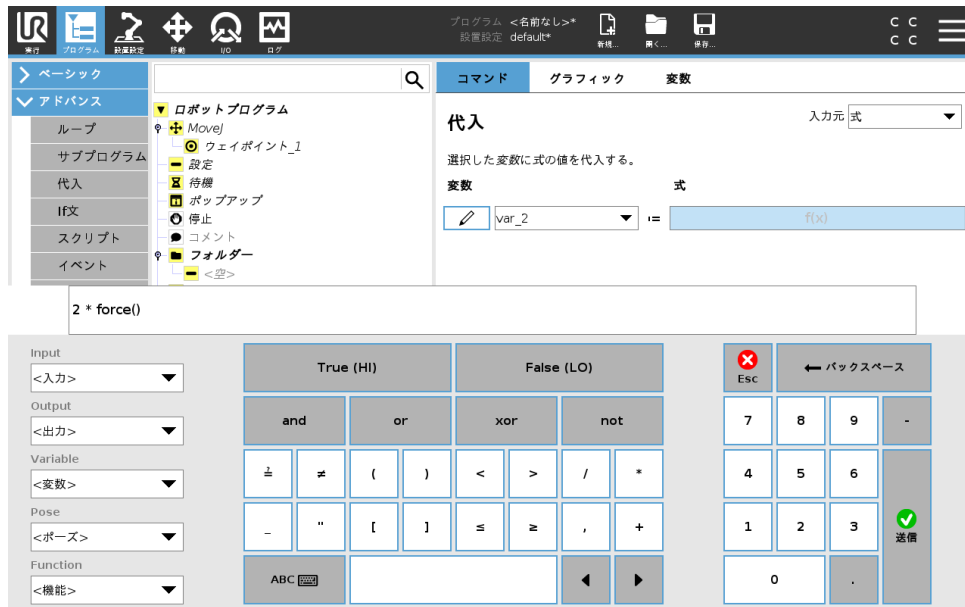 UR
実行
プログラム
設置設定
移動
I/O
ログ
プログラム <名前なし>*
設置設定 default*
新規...
開く...
保存...
C C
C C
ベーシック
アドバンス
ループ
サブプログラム
代入
If文
スクリプト
イベント
ロボットプログラム
MoveJ
ウェイポイント_1
設定
待機
ポップアップ
停止
コメント
フォルダー
<空>
コマンド グラフィック 変数
代入
入力元 式
選択した変数に式の値を代入する。
変数 式
var_2 := f(x)
2 * force()
Input
<入力>
Output
<出力>
Variable
<変数>
Pose
<ポーズ>
Function
<機能>
True (HI) False (LO)
and or xor not
≟ ≠ ( ) < > / *
_ " [ ] ≤ ≥ , +
ABC
Esc バックスペース
7 8 9 -
4 5 6
1 2 3 送信
0 .